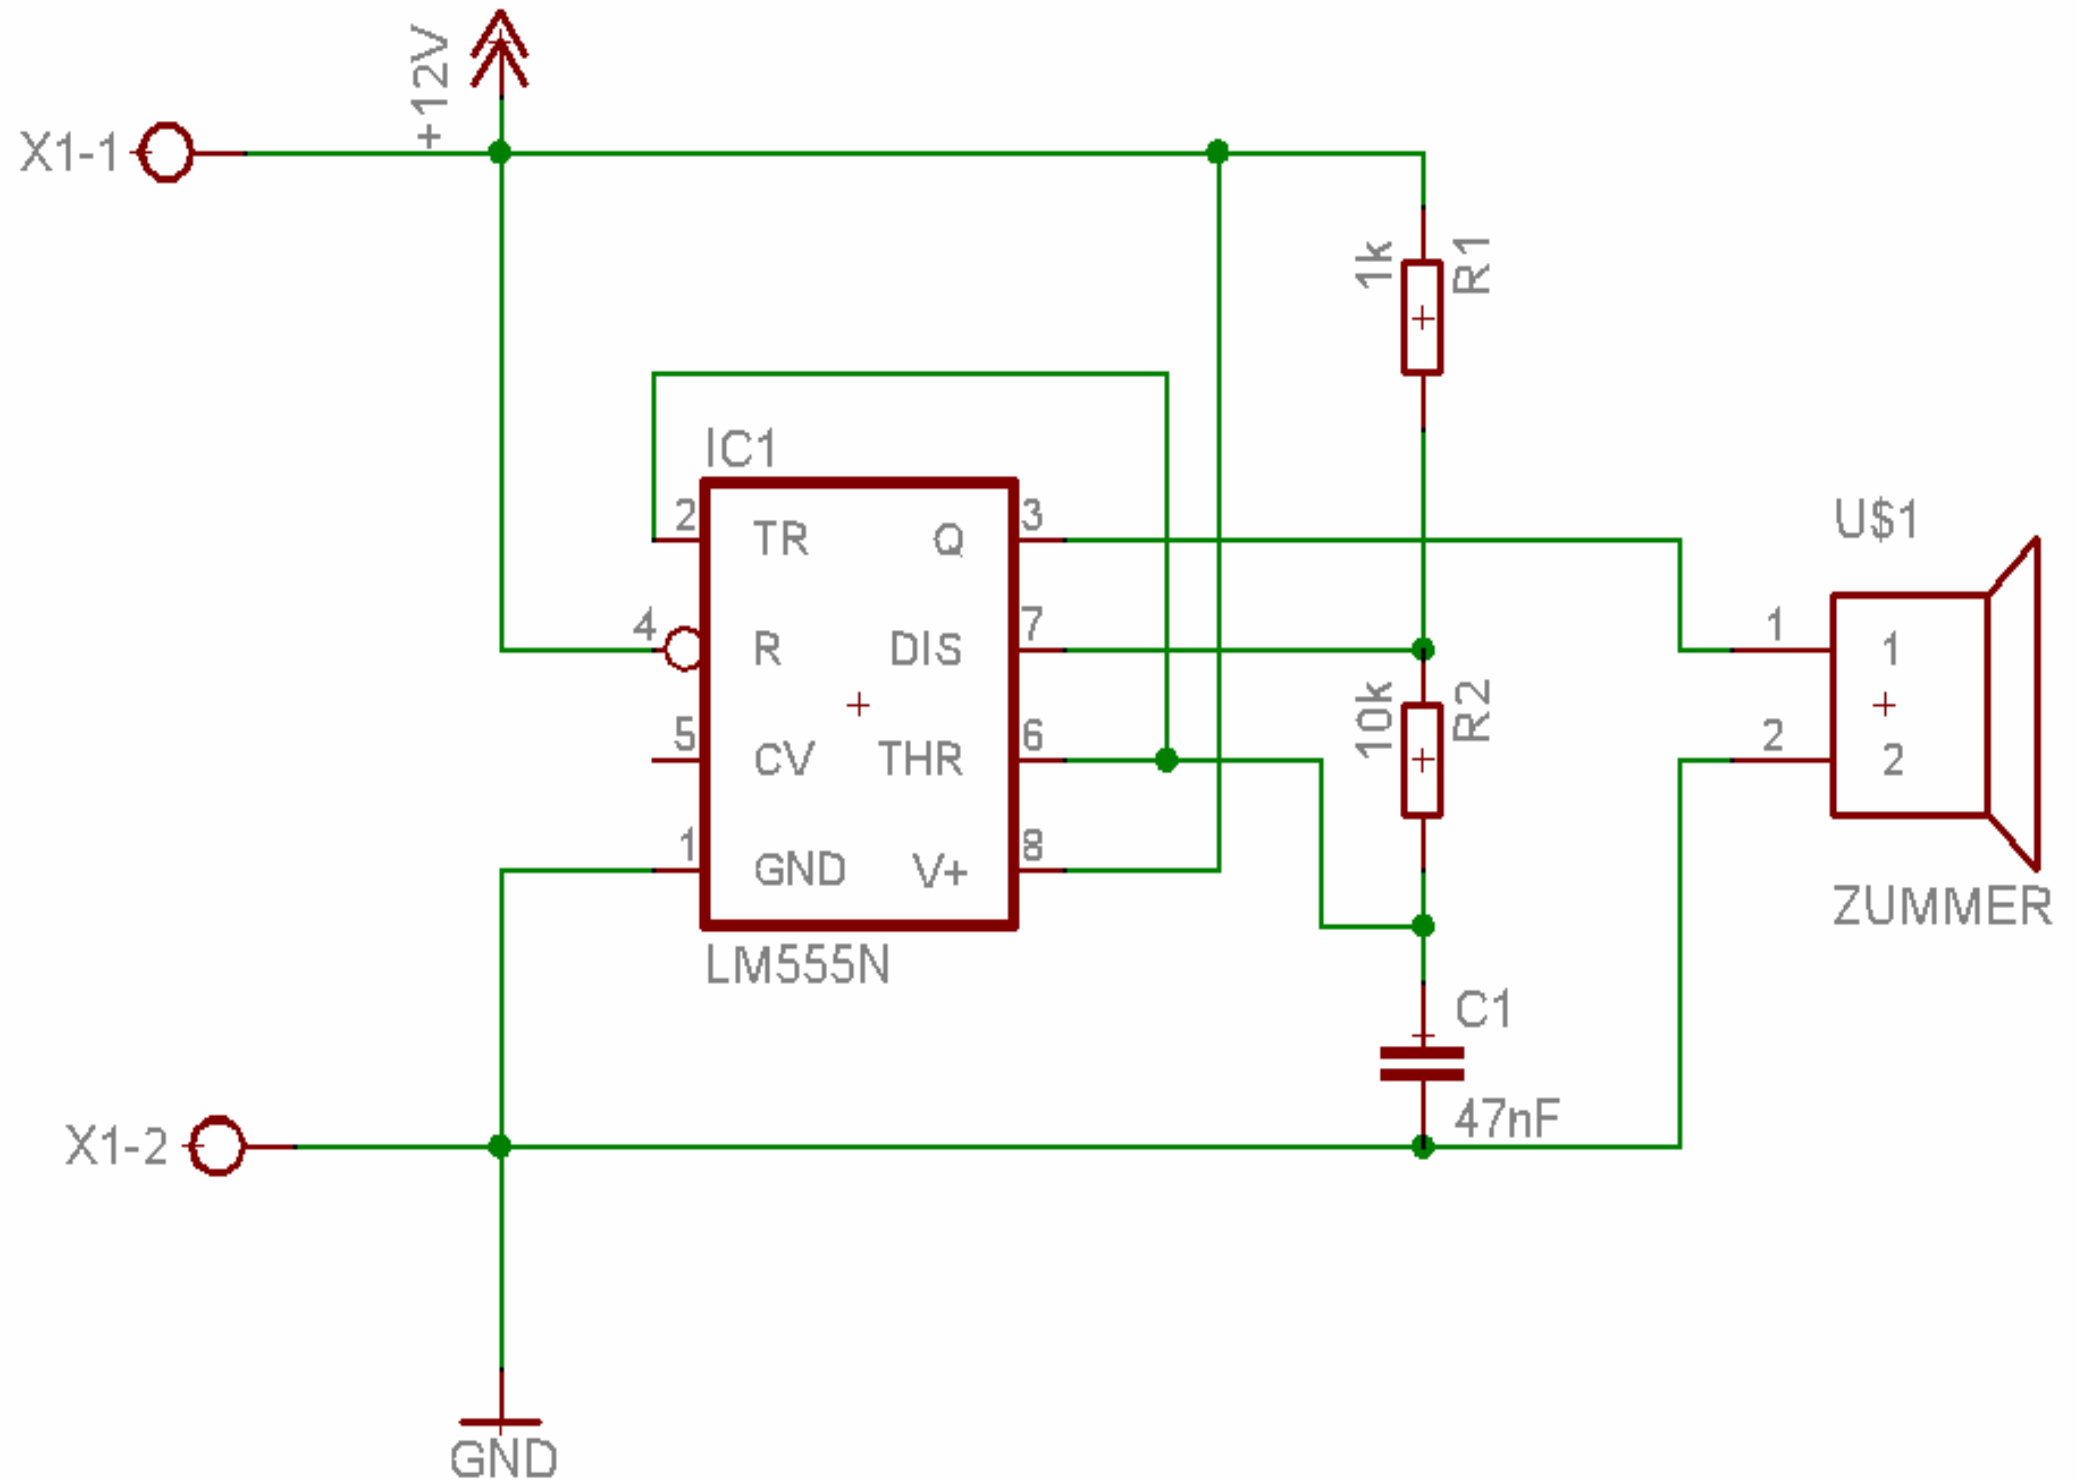 +12V
X1-1
1k
R1
IC1
2 TR Q 3
4 R DIS 7
5 CV THR 6
1 GND V+ 8
LM555N
10k
R2
U$1
1 1
2 2
ZUMMER
C1
47nF
X1-2
GND